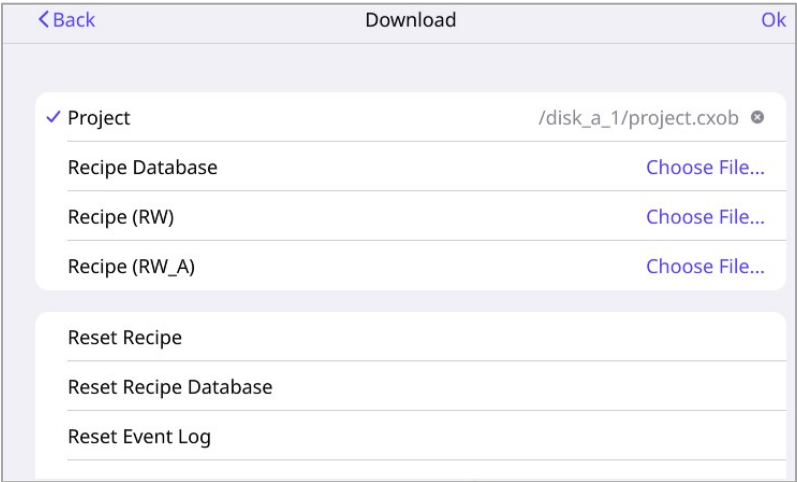 Back Download Ok
Project /disk_a_1/project.cxob
Recipe Database Choose File...
Recipe (RW) Choose File...
Recipe (RW_A) Choose File...
Reset Recipe
Reset Recipe Database
Reset Event Log